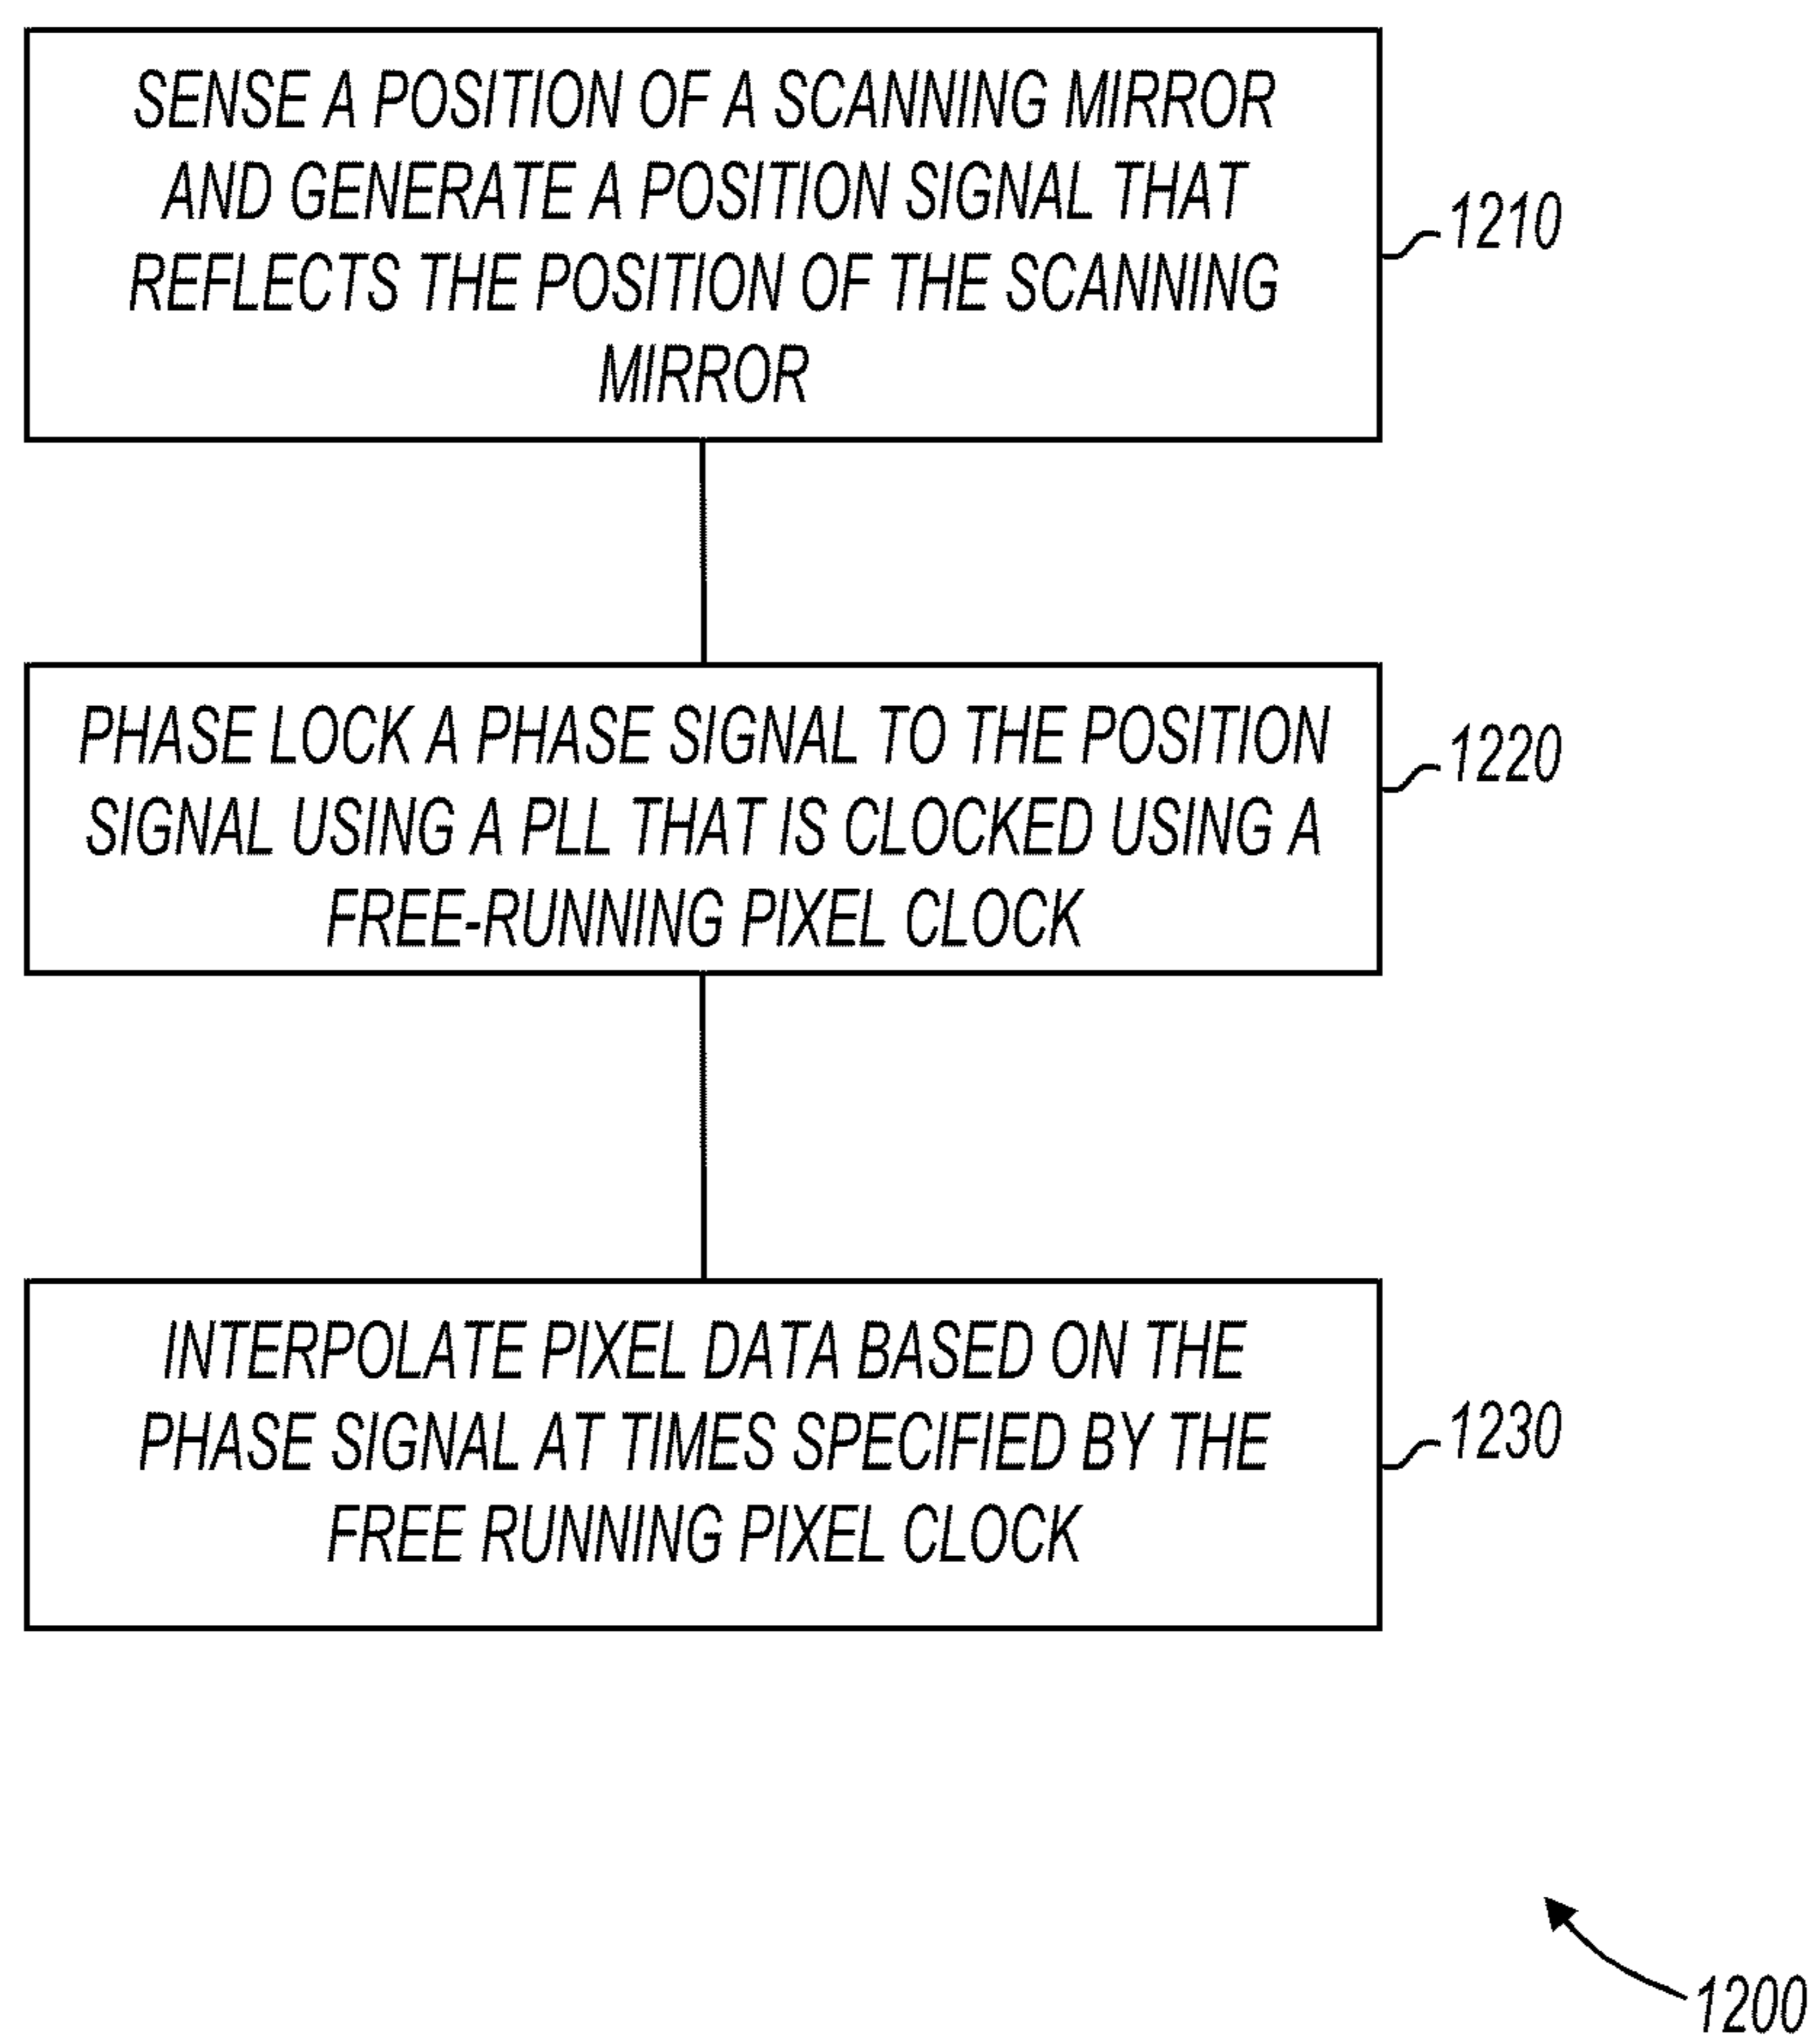 SENSE A POSITION OF A SCANNING MIRROR
AND GENERATE A POSITION SIGNAL THAT
REFLECTS THE POSITION OF THE SCANNING
MIRROR
1210
PHASE LOCK A PHASE SIGNAL TO THE POSITION
SIGNAL USING A PLL THAT IS CLOCKED USING A
FREE-RUNNING PIXEL CLOCK
1220
INTERPOLATE PIXEL DATA BASED ON THE
PHASE SIGNAL AT TIMES SPECIFIED BY THE
FREE RUNNING PIXEL CLOCK
1230
1200